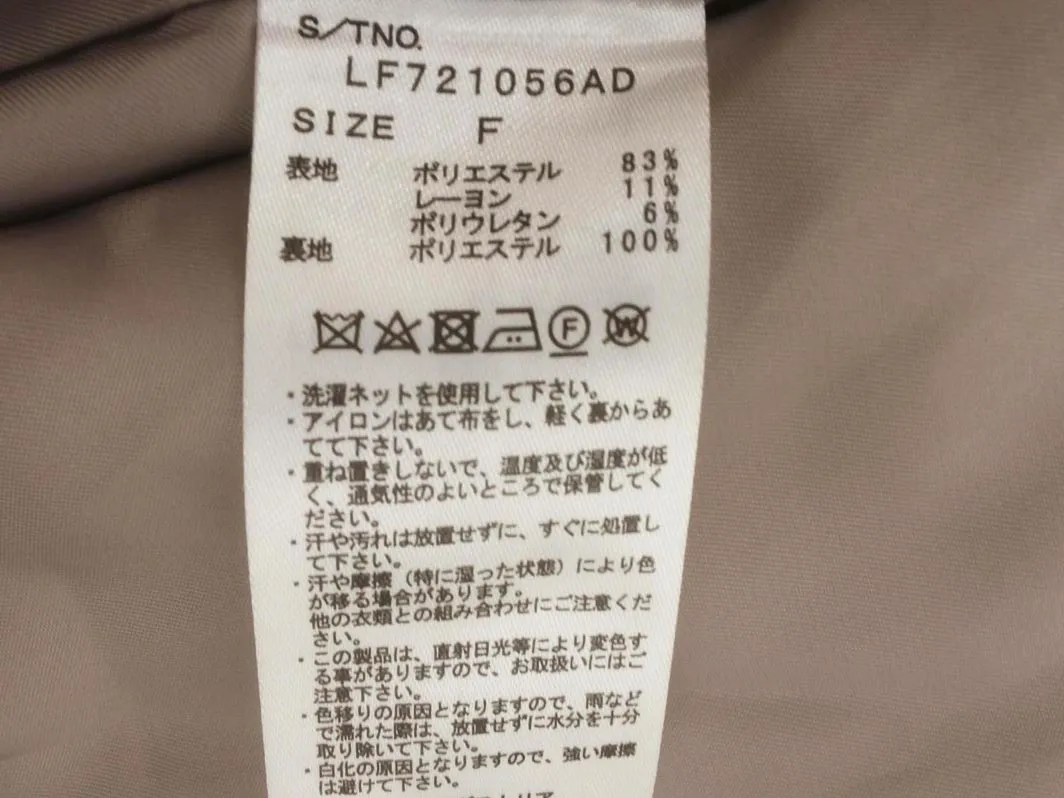 S/TNO.
LF721056AD
SIZE F
表地 ポリエステル 83%
レーヨン 11%
ポリウレタン 6%
裏地 ポリエステル 100%
F W
・洗濯ネットを使用して下さい。
・アイロンはあて布をし、軽く裏からあ
てて下さい。
・重ね置きしないで、温度及び湿度が低
く、通気性のよいところで保管してく
ださい。
・汗や汚れは放置せずに、すぐに処置し
て下さい。
・汗や摩擦（特に湿った状態）により色
が移る場合があります。
他の衣類との組み合わせにご注意くだ
さい。
・この製品は、直射日光等により変色す
る事がありますので、お取扱いにはご
注意下さい。
・色移りの原因となりますので、雨など
で濡れた際は、放置せずに水分を十分
取り除いて下さい。
・白化の原因となりますので、強い摩擦
は避けて下さい。